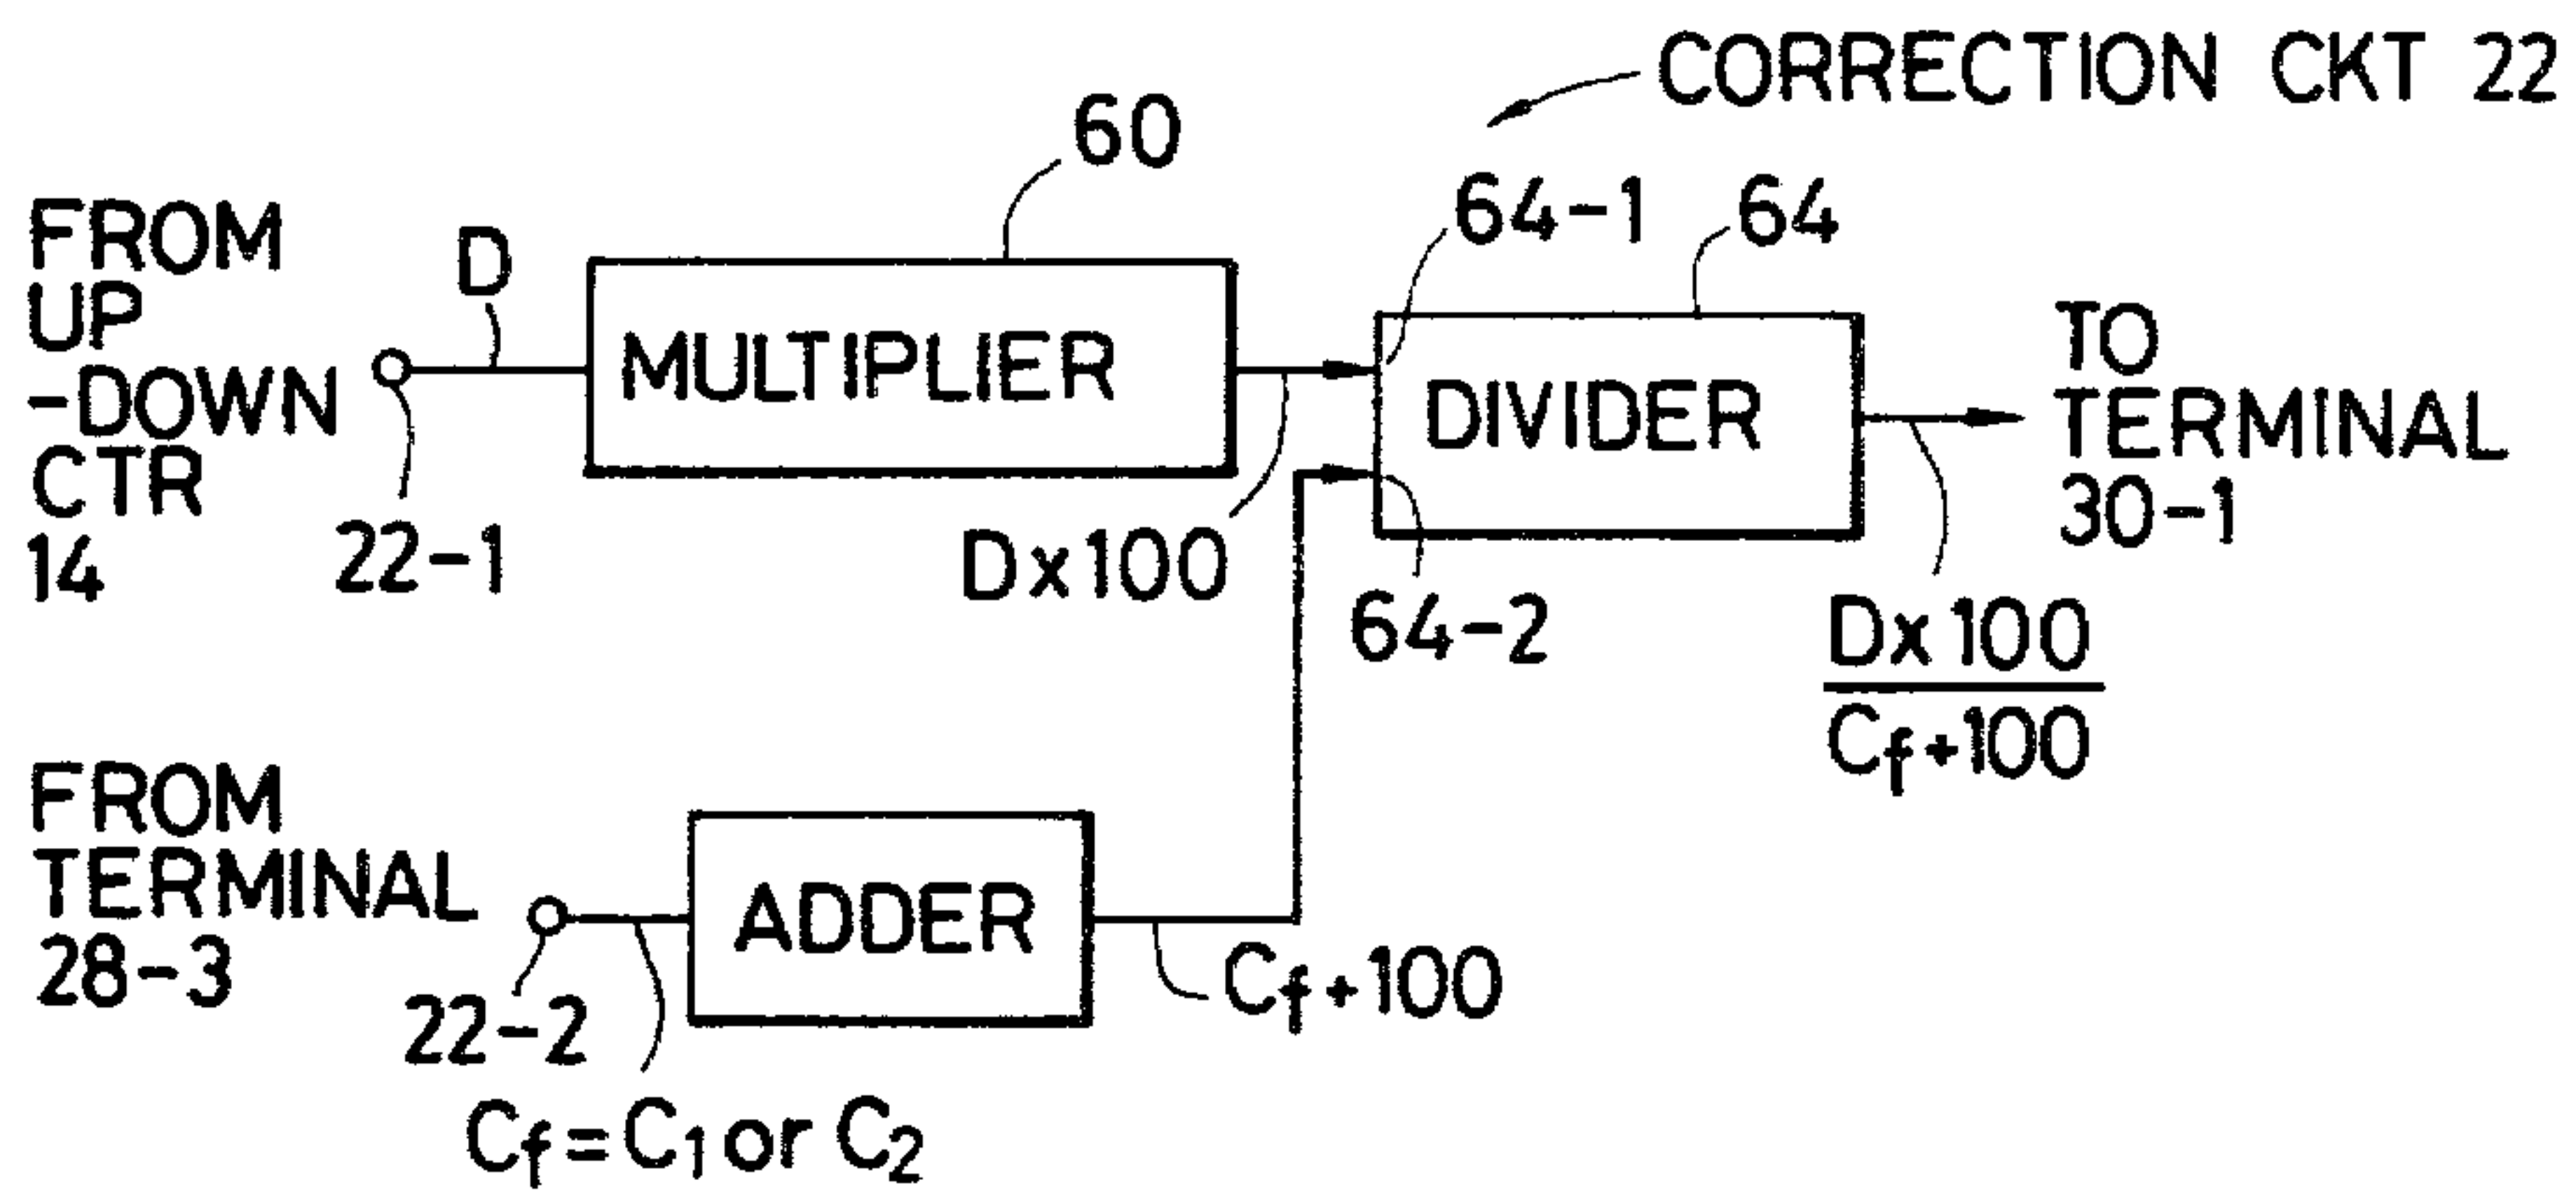 CORRECTION CKT 22
60
64-1
64
FROM
UP
-DOWN
CTR
14
D
22-1
MULTIPLIER
Dx100
DIVIDER
64-2
TO
TERMINAL
30-1
Dx100
Cf+100
FROM
TERMINAL
28-3
22-2
ADDER
Cf+100
Cf=C1 or C2